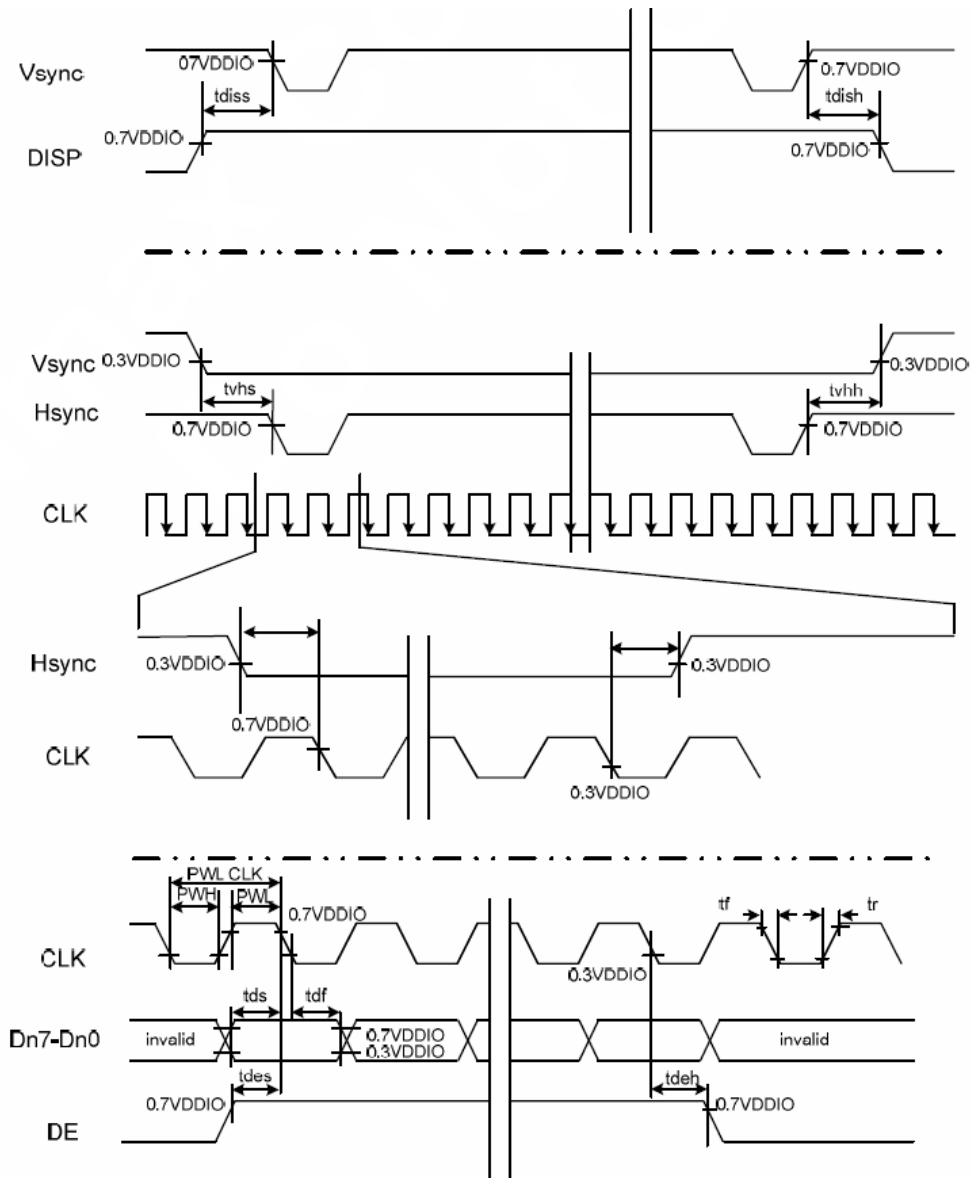 Vsync
07VDDIO
0.7VDDIO
tdiss
tdish
0.7VDDIO
0.7VDDIO
DISP
Vsync
0.3VDDIO
0.3VDDIO
tvhs
tvhh
Hsync
0.7VDDIO
0.7VDDIO
CLK
Hsync
0.3VDDIO
0.3VDDIO
0.7VDDIO
CLK
0.3VDDIO
PWL CLK
PWH
PWL
0.7VDDIO
tf
tr
CLK
0.3VDDIO
tds
tdf
Dn7-Dn0
invalid
0.7VDDIO
0.3VDDIO
invalid
tdes
tdeh
0.7VDDIO
0.7VDDIO
DE